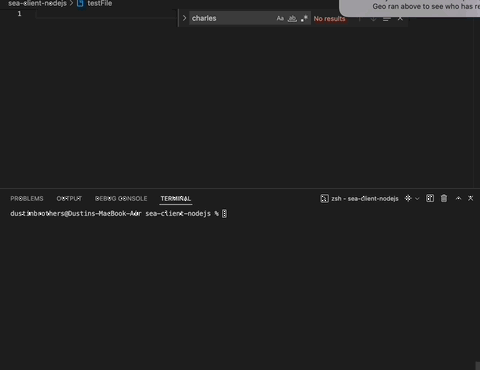 sea-client-nodejs > testFile
Geo ran above to see who has re
1
charles
Aa ab .* No results
PROBLEMS OUTPUT DEBUG CONSOLE TERMINAL
zsh - sea-client-nodejs
dustinbrothers@Dustins-MacBook-Air sea-client-nodejs %